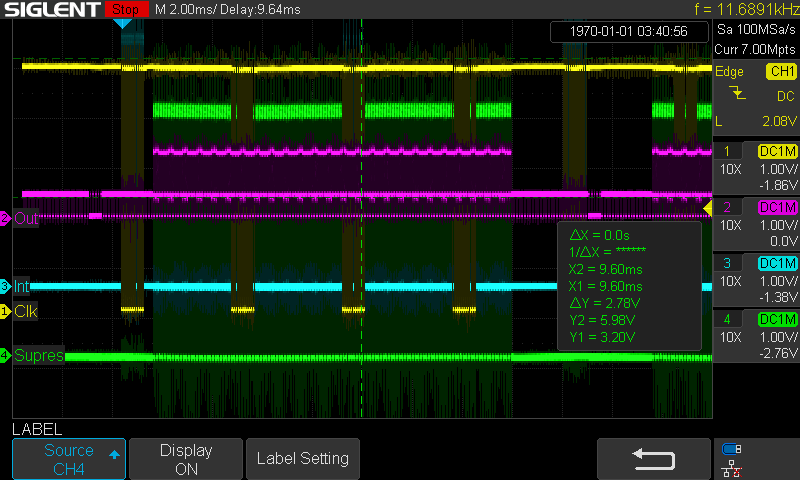 SIGLENT Stop M 2.00ms/ Delay:9.64ms f = 11.6891kHz
1970-01-01 03:40:56
Sa 100MSa/s
Curr 7.00Mpts
Edge CH1
DC
L 2.08V
1 DC1M
10X 1.00V/
-1.86V
2 DC1M
10X 1.00V/
0.0V
3 DC1M
10X 1.00V/
-1.38V
4 DC1M
10X 1.00V/
-2.76V
2 Out
3 Int
1 Clk
4 Supres
△X = 0.0s
1/△X = ******
X2 = 9.60ms
X1 = 9.60ms
△Y = 2.78V
Y2 = 5.98V
Y1 = 3.20V
LABEL
Source
CH4
Display
ON
Label Setting